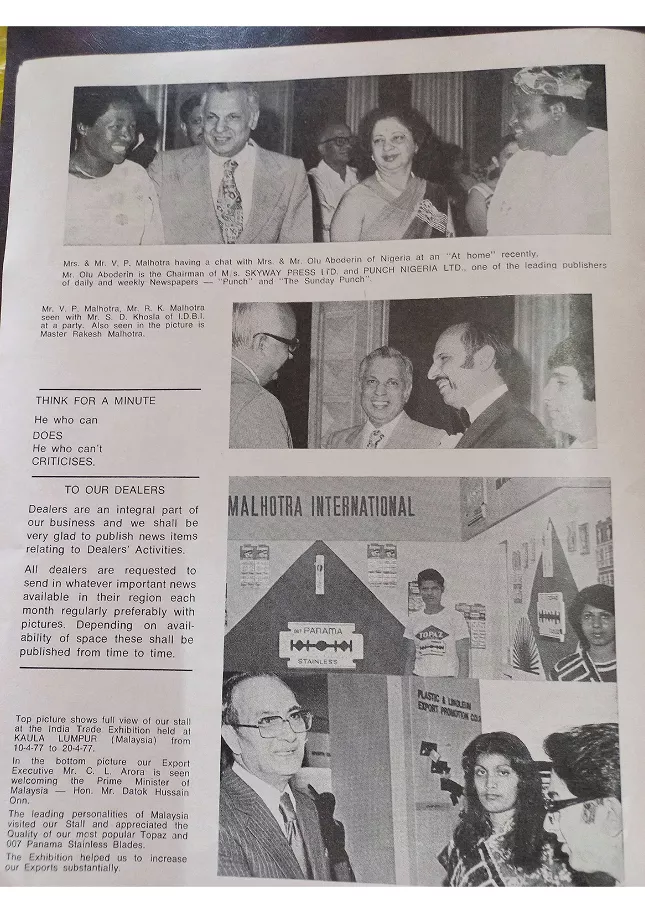 Mrs. & Mr. V. P. Malhotra having a chat with Mrs. & Mr. Olu Aboderin of Nigeria at an "At home" recently.
Mr. Olu Aboderin is the Chairman of M/s. SKYWAY PRESS LTD. and PUNCH NIGERIA LTD., one of the leading publishers
of daily and weekly Newspapers — "Punch" and "The Sunday Punch".
Mr. V. P. Malhotra, Mr. R. K. Malhotra
seen with Mr. S. D. Khosla of I.D.B.I.
at a party. Also seen in the picture is
Master Rakesh Malhotra.
THINK FOR A MINUTE
He who can
DOES
He who can't
CRITICISES.
TO OUR DEALERS
Dealers are an integral part of
our business and we shall be
very glad to publish news items
relating to Dealers' Activities.
All dealers are requested to
send in whatever important news
available in their region each
month regularly preferably with
pictures. Depending on avail-
ability of space these shall be
published from time to time.
MALHOTRA INTERNATIONAL
007 PANAMA
STAINLESS
TOPAZ
Top picture shows full view of our stall
at the India Trade Exhibition held at
KAULA LUMPUR (Malaysia) from
10-4-77 to 20-4-77.
In the bottom picture our Export
Executive Mr. C. L. Arora is seen
welcoming the Prime Minister of
Malaysia — Hon. Mr. Datok Hussain
Onn.
The leading personalities of Malaysia
visited our Stall and appreciated the
Quality of our most popular Topaz and
007 Panama Stainless Blades.
The Exhibition helped us to increase
our Exports substantially.
PLASTIC & LINOLEUM
EXPORT PROMOTION